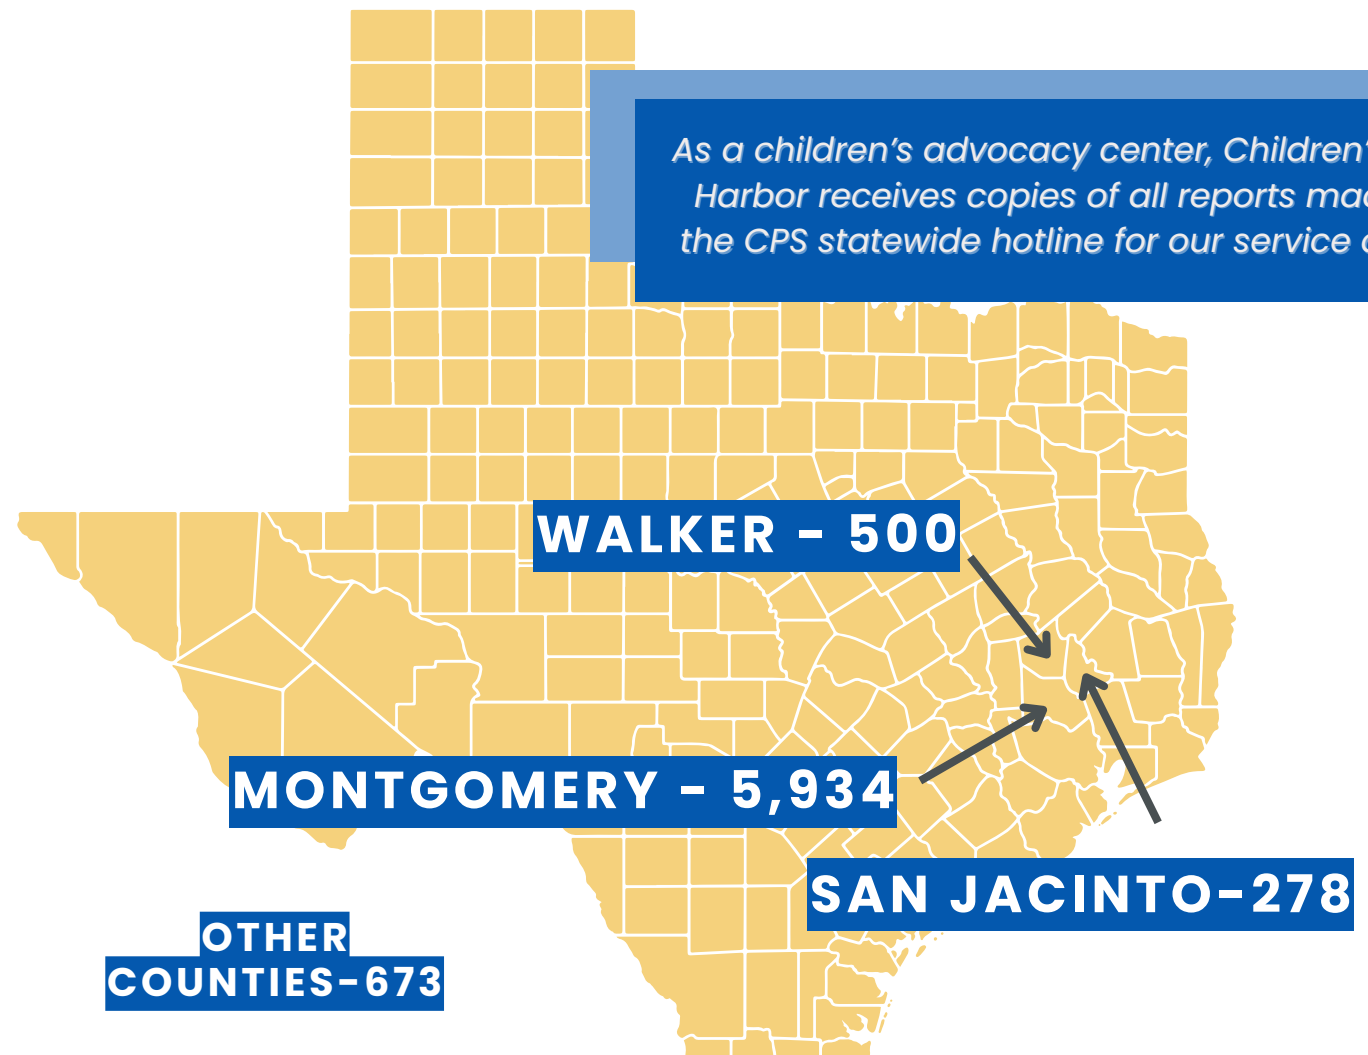 As a children's advocacy center, Children'
Harbor receives copies of all reports
the CPS statewide hotline for our service
WALKER - 500
MONTGOMERY - 5,934
SAN JACINTO-278
OTHER
COUNTIES-673